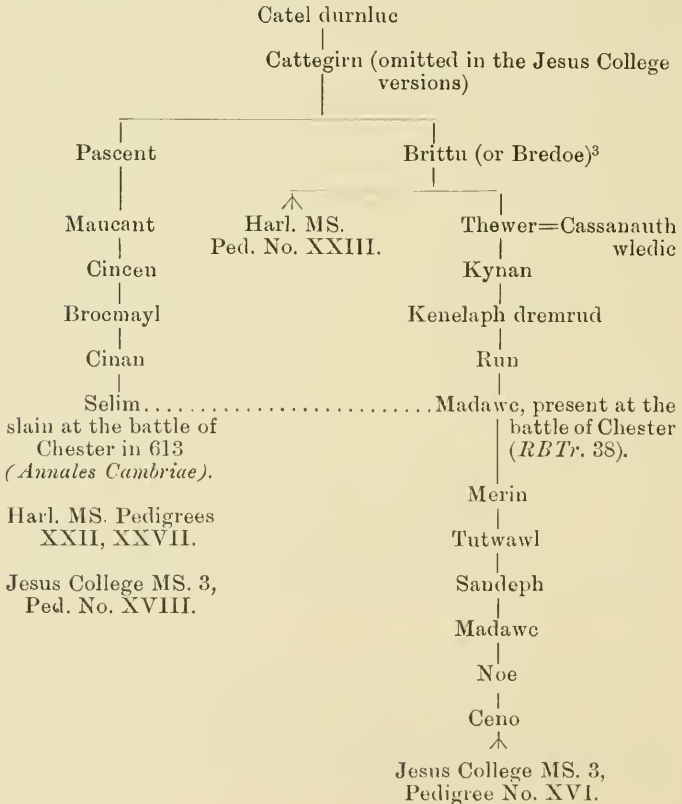 Catel durnluc
Cattegirn (omitted in the Jesus College
versions)
Pascent
Brittu (or Bredoe)³
Maucant
Harl. MS.
Ped. No. XXIII.
Thewer=Cassanauth
wledic
Cincen
Kynan
Brocmayl
Kenelaph dremrud
Cinan
Run
Selim........................Madawc, present at the
slain at the battle of
Chester in 613
(Annales Cambriae).
battle of Chester
(RBTr. 38).
Harl. MS. Pedigrees
XXII, XXVII.
Jesus College MS. 3,
Ped. No. XVIII.
Merin
Tutwawl
Sandeph
Madawc
Noe
Ceno
Jesus College MS. 3,
Pedigree No. XVI.